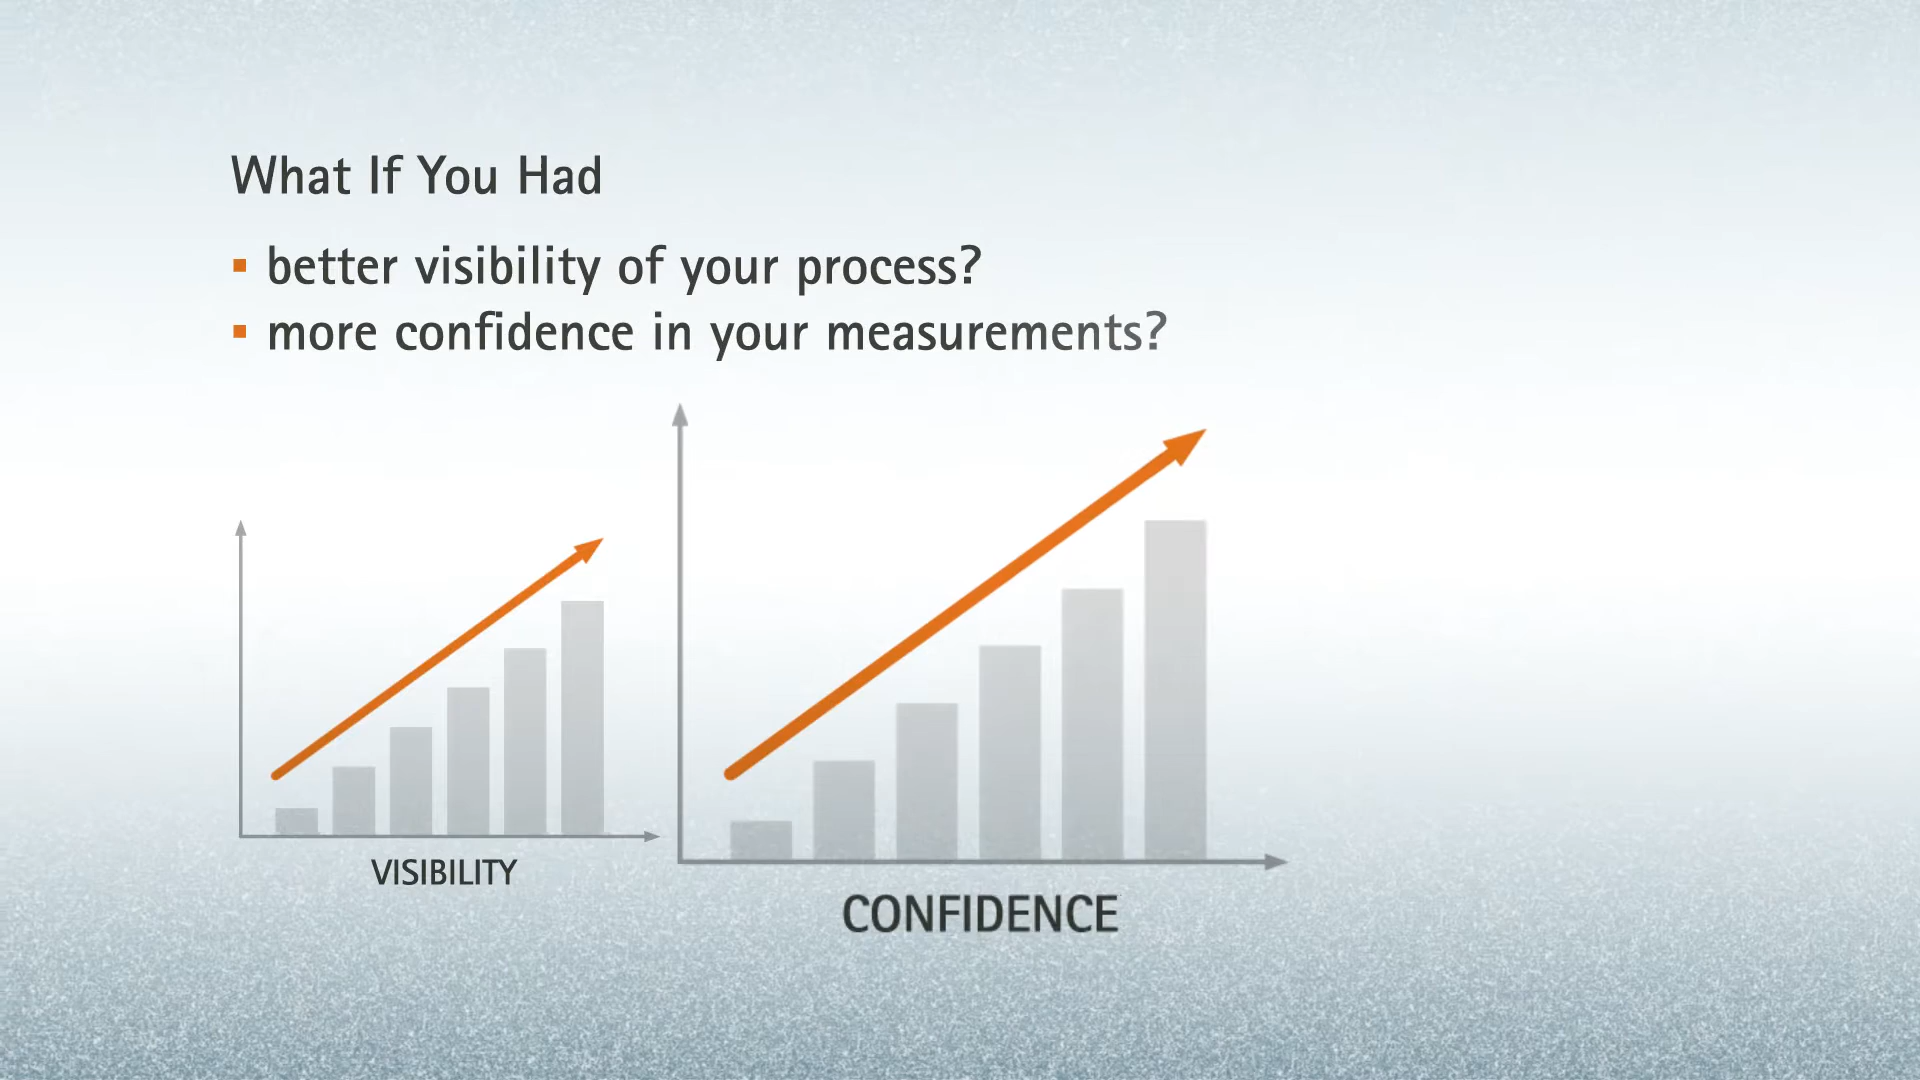 What If You Had
▪ better visibility of your process?
▪ more confidence in your measurements?
VISIBILITY
CONFIDENCE